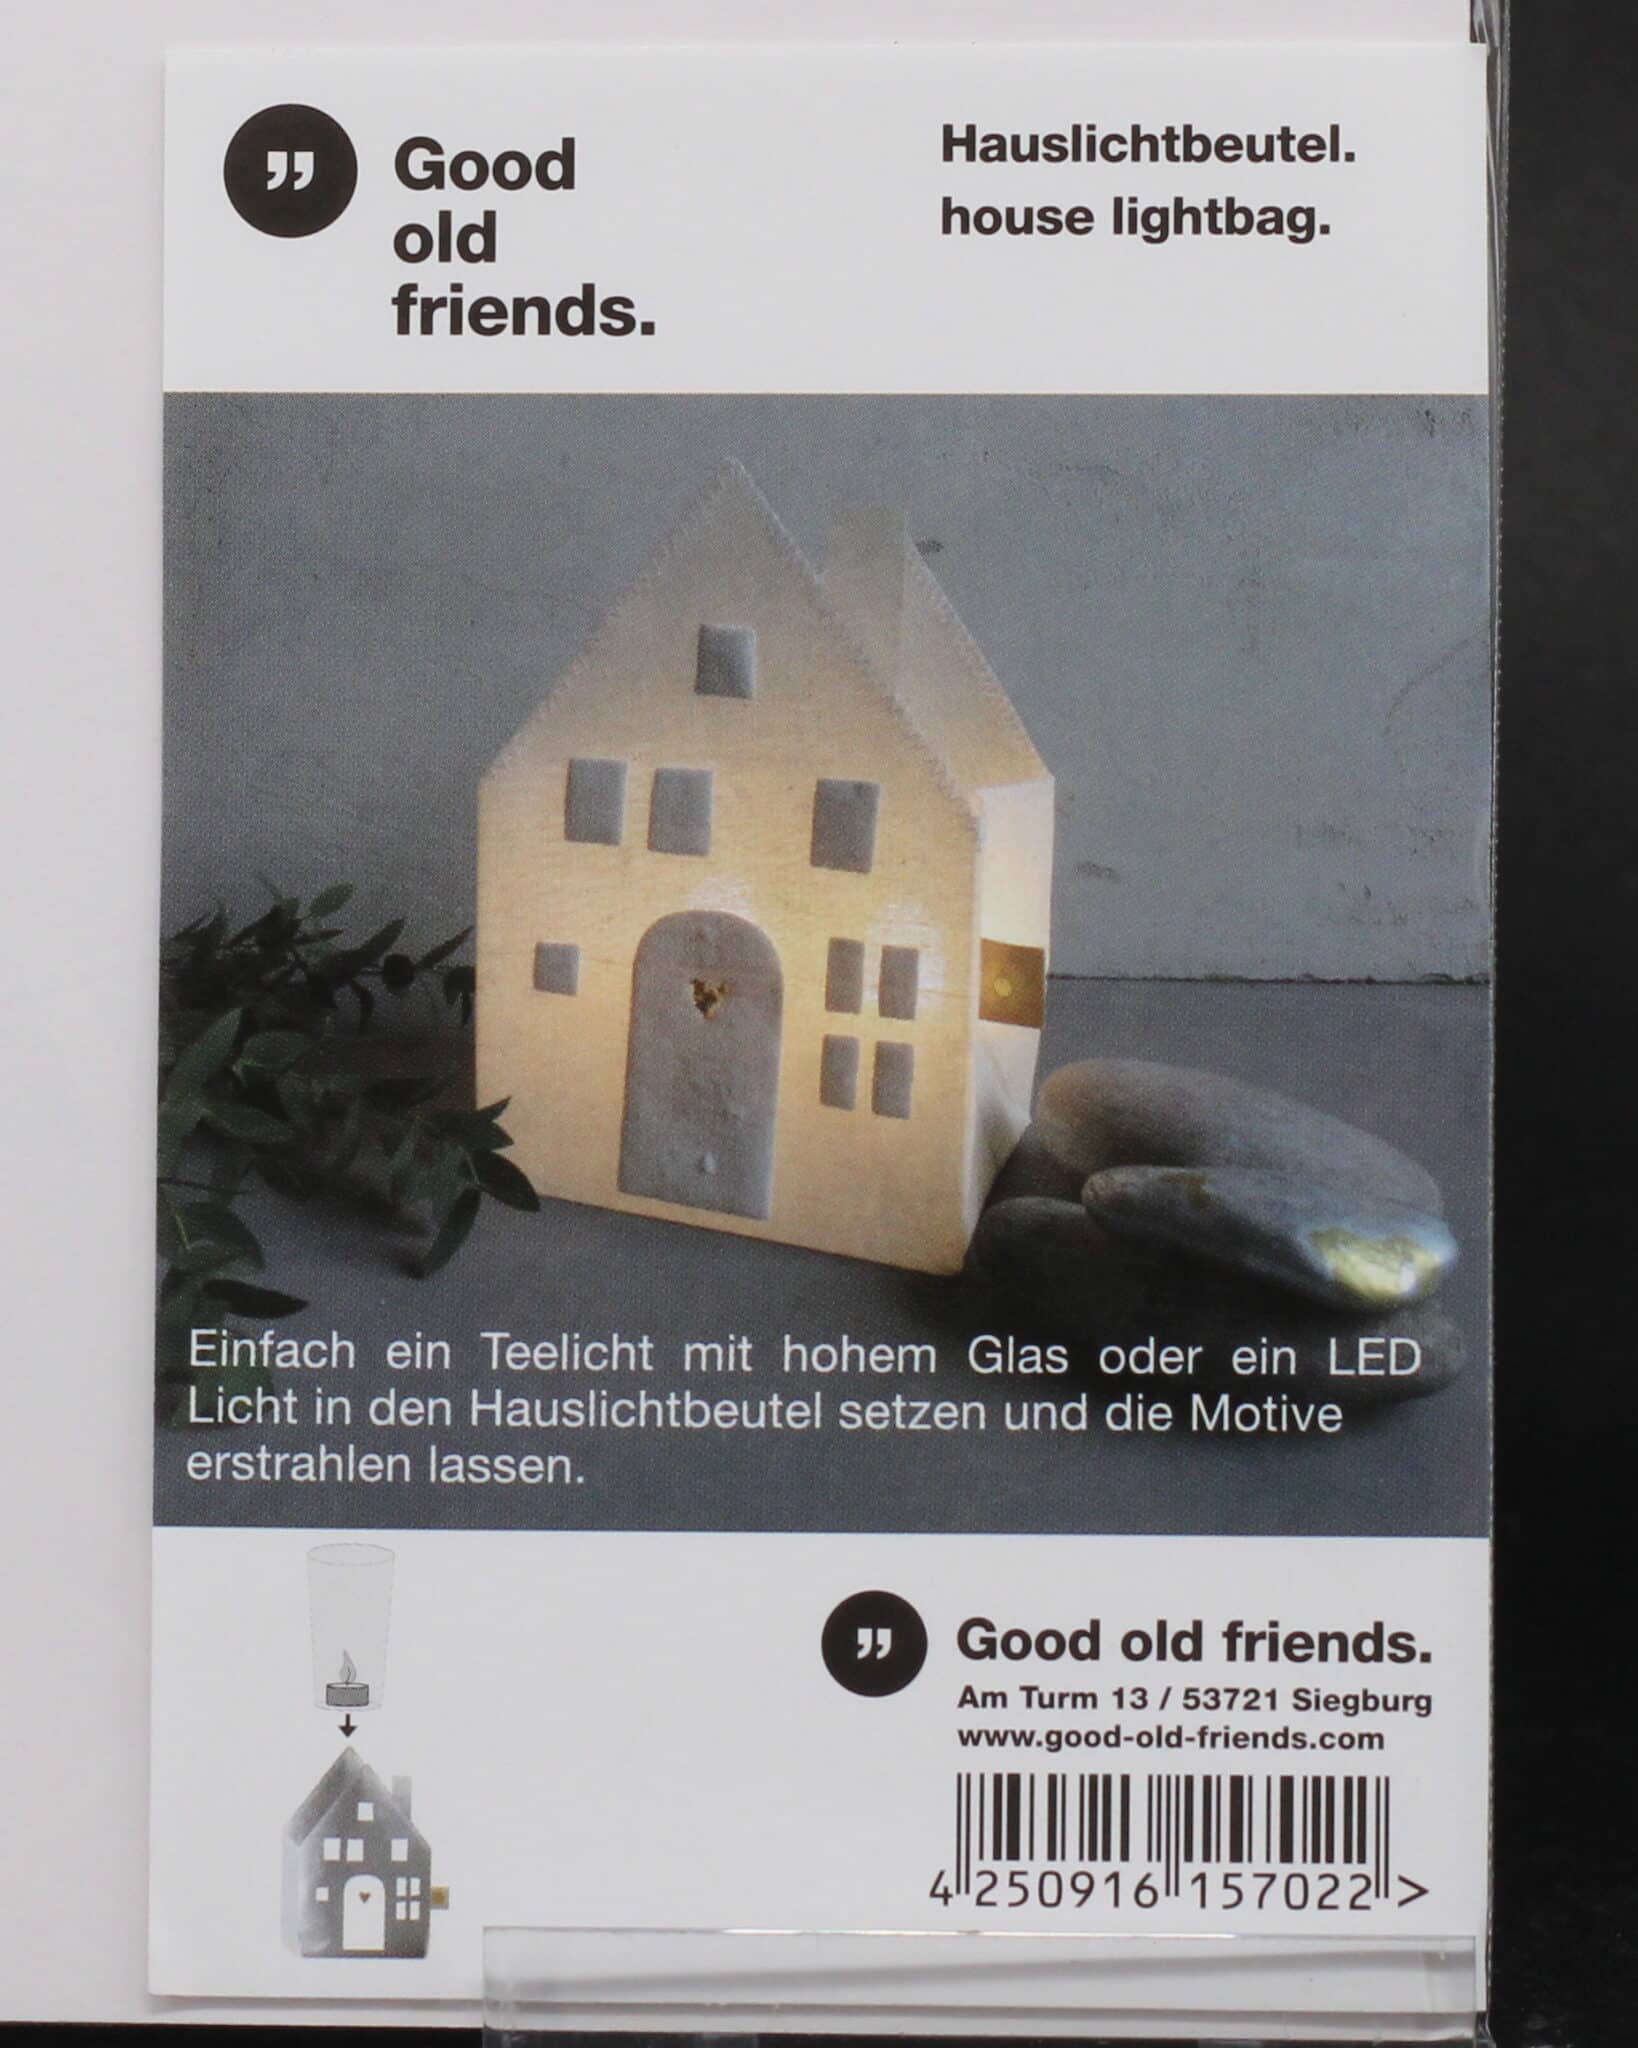 ” Good
old
friends.
Hauslichtbeutel.
house lightbag.
Einfach ein Teelicht mit hohem Glas oder ein LED
Licht in den Hauslichtbeutel setzen und die Motive
erstrahlen lassen.
” Good old friends.
Am Turm 13 / 53721 Siegburg
www.good-old-friends.com
4 250916 157022 >